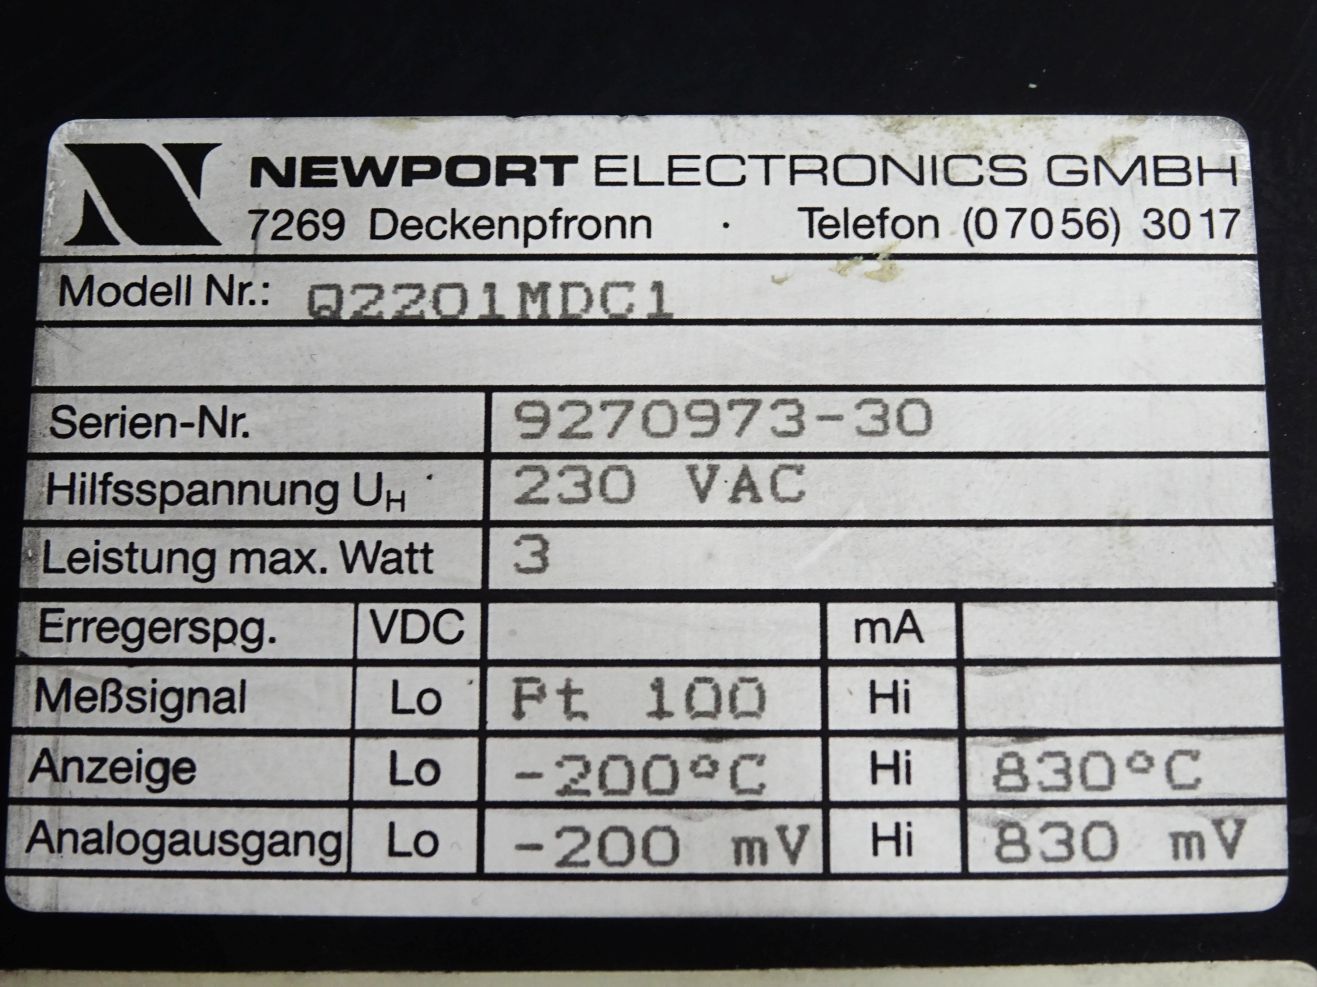 N NEWPORT ELECTRONICS GMBH
7269 Deckenpfronn · Telefon (07056) 3017
Modell Nr.: Q2201MDC1
Serien-Nr. 9270973-30
Hilfsspannung UH 230 VAC
Leistung max. Watt 3
Erregerspg. VDC mA
Meßsignal Lo Pt 100 Hi
Anzeige Lo -200°C Hi 830°C
Analogausgang Lo -200 mV Hi 830 mV